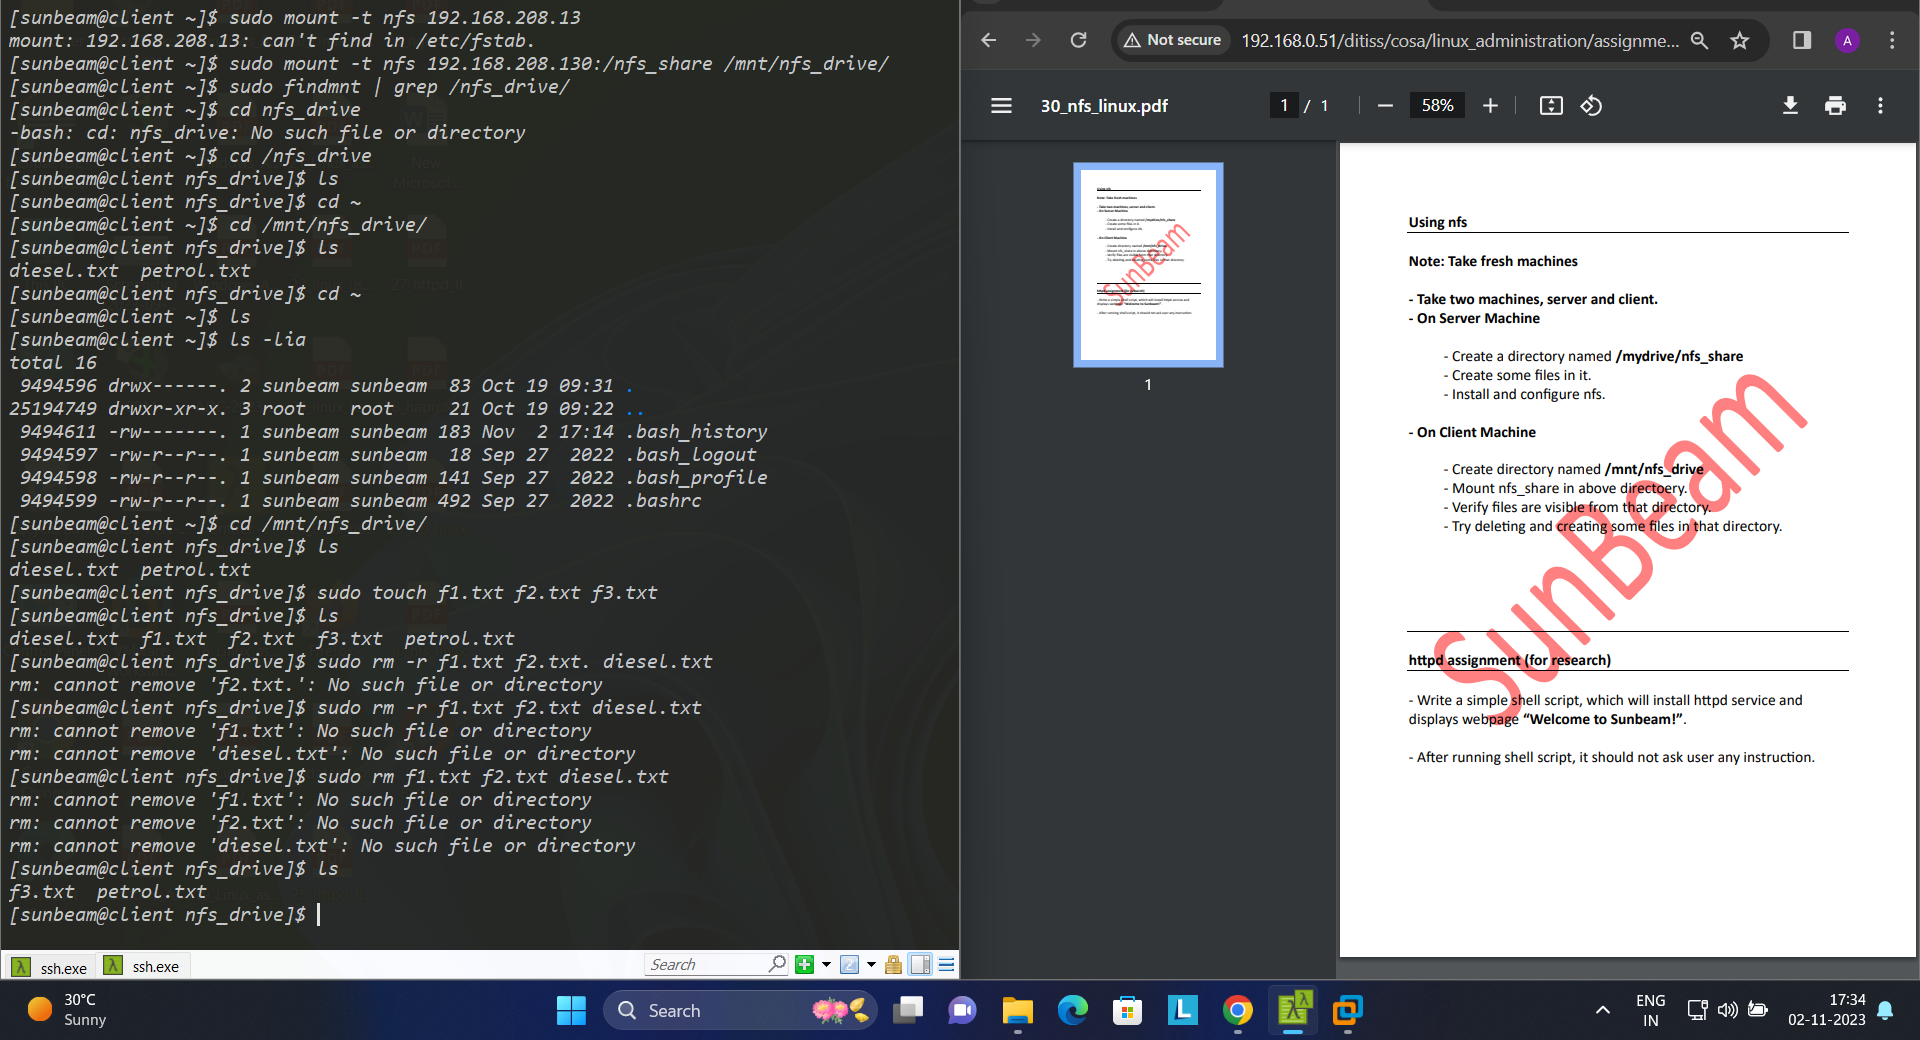 [sunbeam@client ~]$ sudo mount -t nfs 192.168.208.13
mount: 192.168.208.13: can't find in /etc/fstab.
[sunbeam@client ~]$ sudo mount -t nfs 192.168.208.130:/nfs_share /mnt/nfs_drive/
[sunbeam@client ~]$ sudo findmnt | grep /nfs_drive/
[sunbeam@client ~]$ cd nfs_drive
-bash: cd: nfs_drive: No such file or directory
[sunbeam@client ~]$ cd /nfs_drive
[sunbeam@client nfs_drive]$ ls
[sunbeam@client nfs_drive]$ cd ~
[sunbeam@client ~]$ cd /mnt/nfs_drive/
[sunbeam@client nfs_drive]$ ls
diesel.txt  petrol.txt
[sunbeam@client nfs_drive]$ cd ~
[sunbeam@client ~]$ ls
[sunbeam@client ~]$ ls -lia
total 16
9494596 drwx------. 2 sunbeam sunbeam  83 Oct 19 09:31 .
25194749 drwxr-xr-x. 3 root    root     21 Oct 19 09:22 ..
9494611 -rw-------. 1 sunbeam sunbeam 183 Nov  2 17:14 .bash_history
9494597 -rw-r--r--. 1 sunbeam sunbeam  18 Sep 27  2022 .bash_logout
9494598 -rw-r--r--. 1 sunbeam sunbeam 141 Sep 27  2022 .bash_profile
9494599 -rw-r--r--. 1 sunbeam sunbeam 492 Sep 27  2022 .bashrc
[sunbeam@client ~]$ cd /mnt/nfs_drive/
[sunbeam@client nfs_drive]$ ls
diesel.txt  petrol.txt
[sunbeam@client nfs_drive]$ sudo touch f1.txt f2.txt f3.txt
[sunbeam@client nfs_drive]$ ls
diesel.txt  f1.txt  f2.txt  f3.txt  petrol.txt
[sunbeam@client nfs_drive]$ sudo rm -r f1.txt f2.txt. diesel.txt
rm: cannot remove 'f2.txt.': No such file or directory
[sunbeam@client nfs_drive]$ sudo rm -r f1.txt f2.txt diesel.txt
rm: cannot remove 'f1.txt': No such file or directory
rm: cannot remove 'diesel.txt': No such file or directory
[sunbeam@client nfs_drive]$ sudo rm f1.txt f2.txt diesel.txt
rm: cannot remove 'f1.txt': No such file or directory
rm: cannot remove 'f2.txt': No such file or directory
rm: cannot remove 'diesel.txt': No such file or directory
[sunbeam@client nfs_drive]$ ls
f3.txt  petrol.txt
[sunbeam@client nfs_drive]$
ssh.exe
ssh.exe
Search
Not secure
192.168.0.51/ditiss/cosa/linux_administration/assignme...
A
30_nfs_linux.pdf
1 / 1
58%
SunBeam
1
Using nfs
Note: Take fresh machines
- Take two machines, server and client.
- On Server Machine
- Create a directory named /mydrive/nfs_share
- Create some files in it.
- Install and configure nfs.
- On Client Machine
- Create directory named /mnt/nfs_drive
- Mount nfs_share in above directoery.
- Verify files are visible from that directory.
- Try deleting and creating some files in that directory.
SunBeam
httpd assignment (for research)
- Write a simple shell script, which will install httpd service and
displays webpage “Welcome to Sunbeam!”.
- After running shell script, it should not ask user any instruction.
30°C
Sunny
Search
L
ENG
IN
17:34
02-11-2023